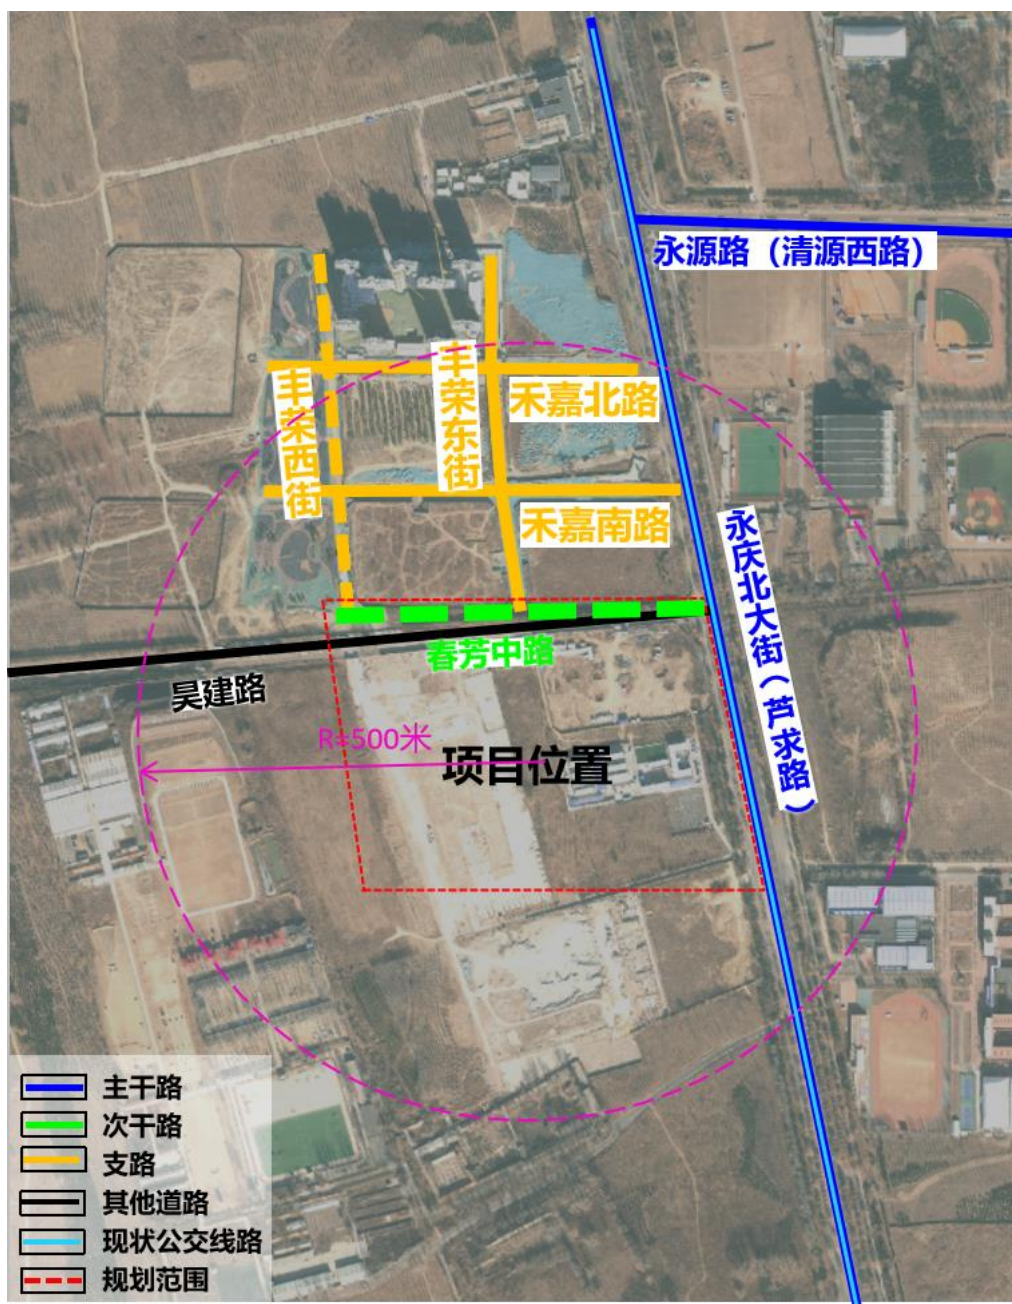 永源路（清源西路）
丰荣西街
丰荣东街
禾嘉北路
禾嘉南路
永庆北大街（芦求路）
春芳中路
昊建路
R=500米
项目位置
主干路
次干路
支路
其他道路
现状公交线路
规划范围